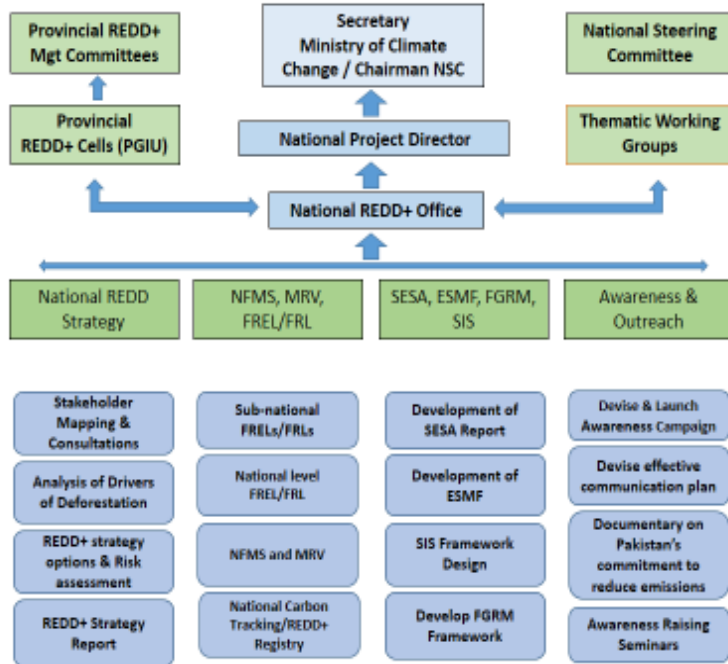 Provincial REDD+
Mgt Committees
Secretary
Ministry of Climate
Change / Chairman NSC
National Steering
Committee
Provincial
REDD+ Cells (PGIU)
National Project Director
Thematic Working
Groups
National REDD+ Office
National REDD
Strategy
NFMS, MRV,
FREL/FRL
SESA, ESMF, FGRM,
SIS
Awareness &
Outreach
Stakeholder
Mapping &
Consultations
Analysis of Drivers
of Deforestation
REDD+ strategy
options & Risk
assessment
REDD+ Strategy
Report
Sub-national
FRELs/FRLs
National level
FREL/FRL
NFMS and MRV
National Carbon
Tracking/REDD+
Registry
Development of
SESA Report
Development of
ESMF
SIS Framework
Design
Develop FGRM
Framework
Devise & Launch
Awareness Campaign
Devise effective
communication plan
Documentary on
Pakistan's
commitment to
reduce emissions
Awareness Raising
Seminars